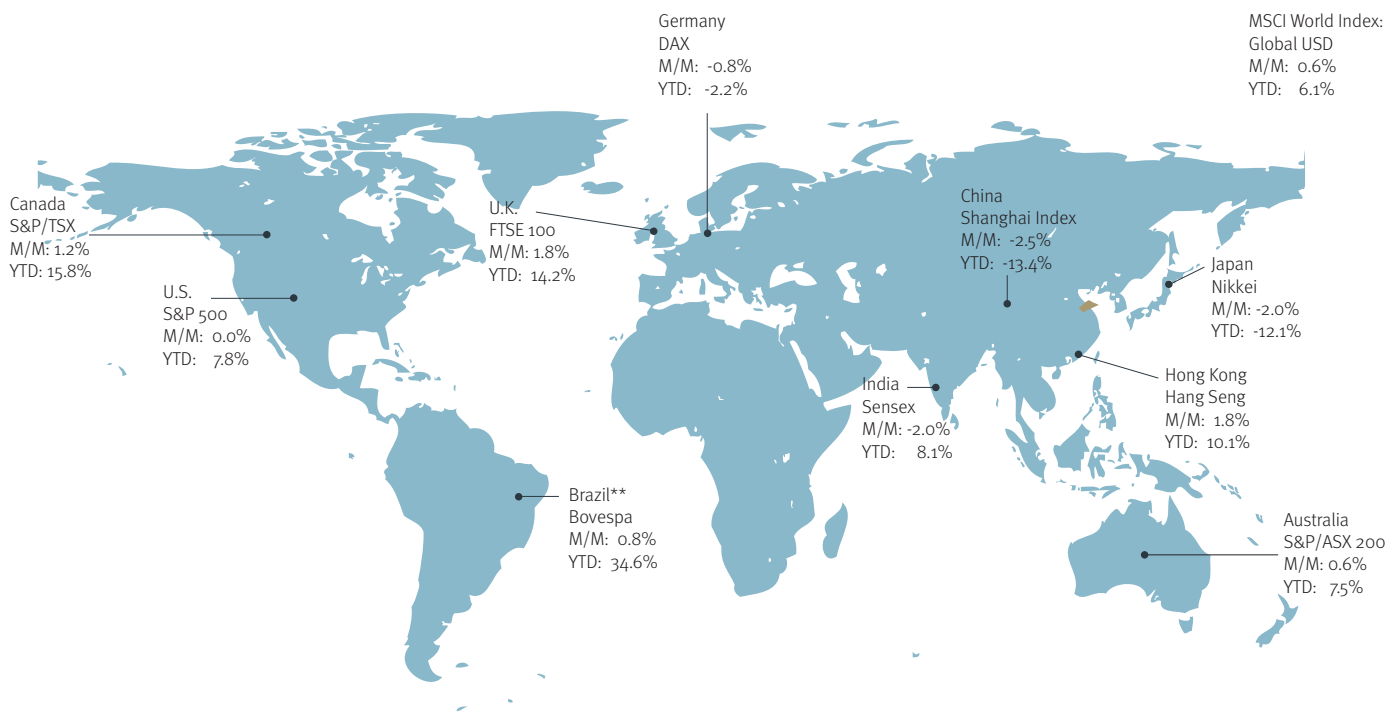 Germany
DAX
M/M: -0.8%
YTD: -2.2%
MSCI World Index:
Global USD
M/M: 0.6%
YTD: 6.1%
Canada
S&P/TSX
M/M: 1.2%
YTD: 15.8%
U.K.
FTSE 100
M/M: 1.8%
YTD: 14.2%
China
Shanghai Index
M/M: -2.5%
YTD: -13.4%
Japan
Nikkei
M/M: -2.0%
YTD: -12.1%
U.S.
S&P 500
M/M: 0.0%
YTD: 7.8%
Hong Kong
Hang Seng
M/M: 1.8%
YTD: 10.1%
India
Sensex
M/M: -2.0%
YTD: 8.1%
Brazil**
Bovespa
M/M: 0.8%
YTD: 34.6%
Australia
S&P/ASX 200
M/M: 0.6%
YTD: 7.5%